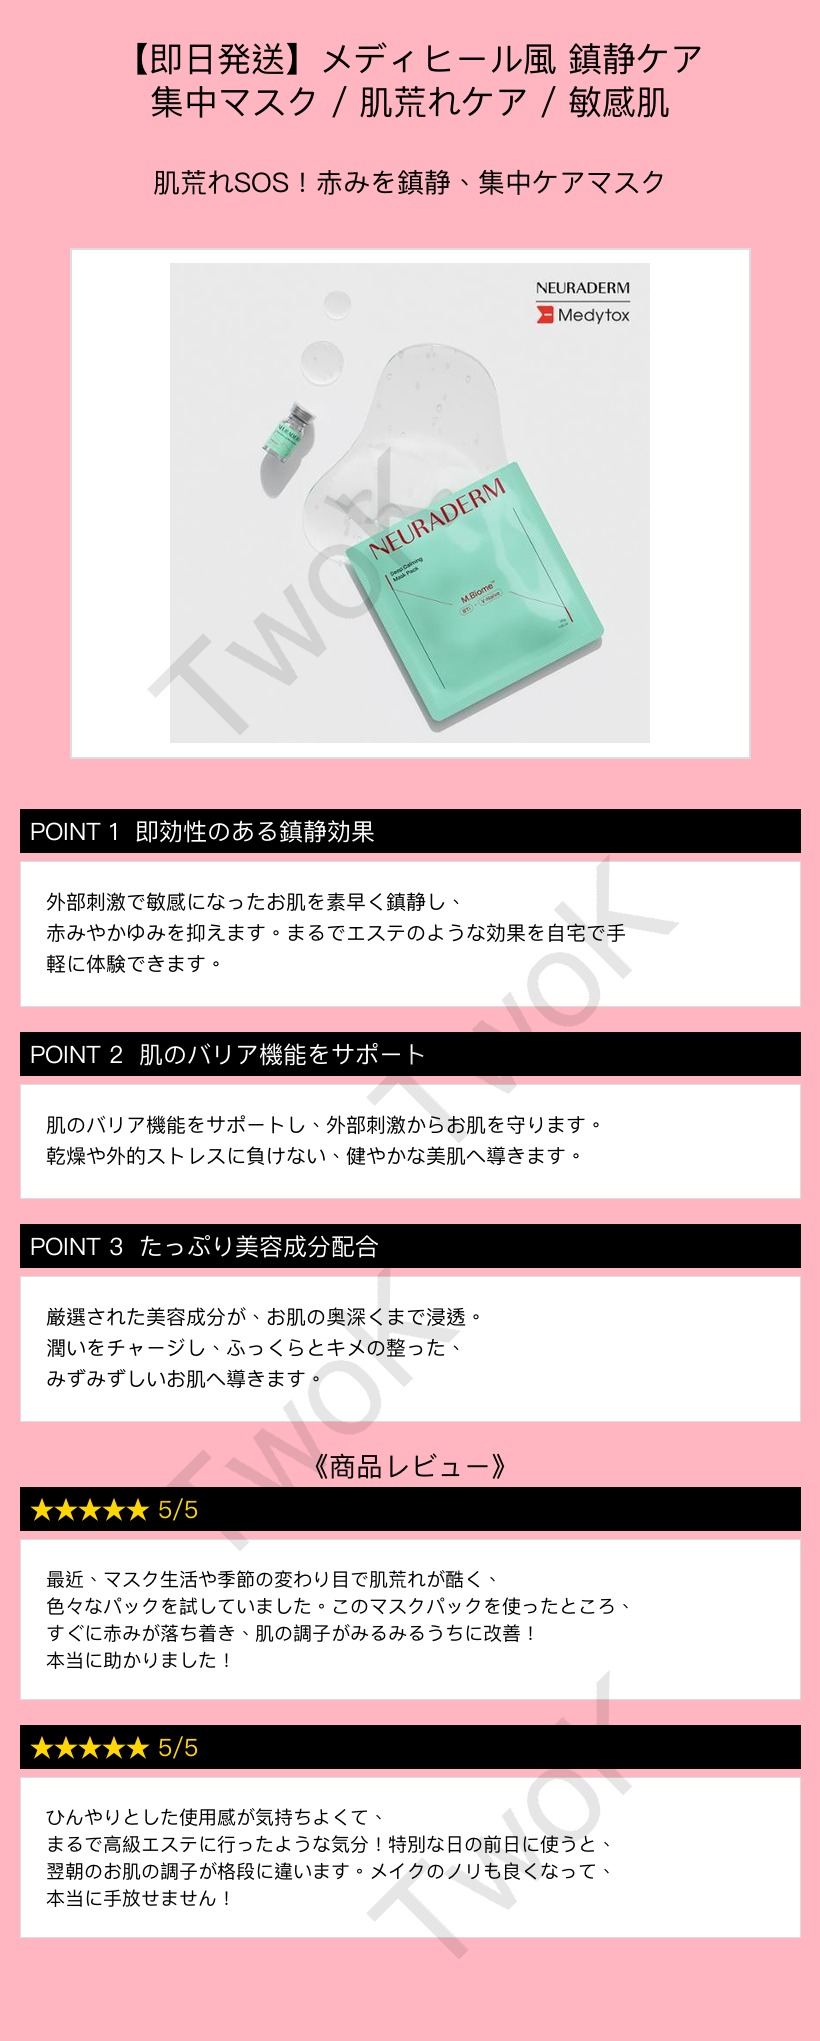 【即日発送】メディヒール風 鎮静ケア
集中マスク / 肌荒れケア / 敏感肌
肌荒れSOS！赤みを鎮静、集中ケアマスク
NEURADERM
Medytox
NEURADERM
NEURADERM
Deep Calming
Mask Pack
M.Biome
TwoK
POINT 1 即効性のある鎮静効果
外部刺激で敏感になったお肌を素早く鎮静し、
赤みやかゆみを抑えます。まるでエステのような効果を自宅で手
軽に体験できます。
TwoK
POINT 2 肌のバリア機能をサポート
肌のバリア機能をサポートし、外部刺激からお肌を守ります。
乾燥や外的ストレスに負けない、健やかな美肌へ導きます。
POINT 3 たっぷり美容成分配合
厳選された美容成分が、お肌の奥深くまで浸透。
潤いをチャージし、ふっくらとキメの整った、
みずみずしいお肌へ導きます。
TwoK
《商品レビュー》
★★★★★ 5/5
最近、マスク生活や季節の変わり目で肌荒れが酷く、
色々なパックを試していました。このマスクパックを使ったところ、
すぐに赤みが落ち着き、肌の調子がみるみるうちに改善！
本当に助かりました！
★★★★★ 5/5
ひんやりとした使用感が気持ちよくて、
まるで高級エステに行ったような気分！特別な日の前日に使うと、
翌朝のお肌の調子が格段に違います。メイクのノリも良くなって、
本当に手放せません！
TwoK